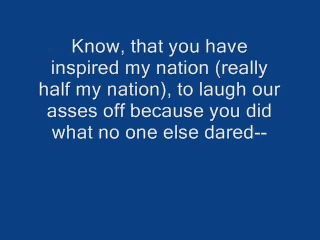 Know, that you have
inspired my nation (really
half my nation), to laugh our
asses off because you did
what no one else dared--